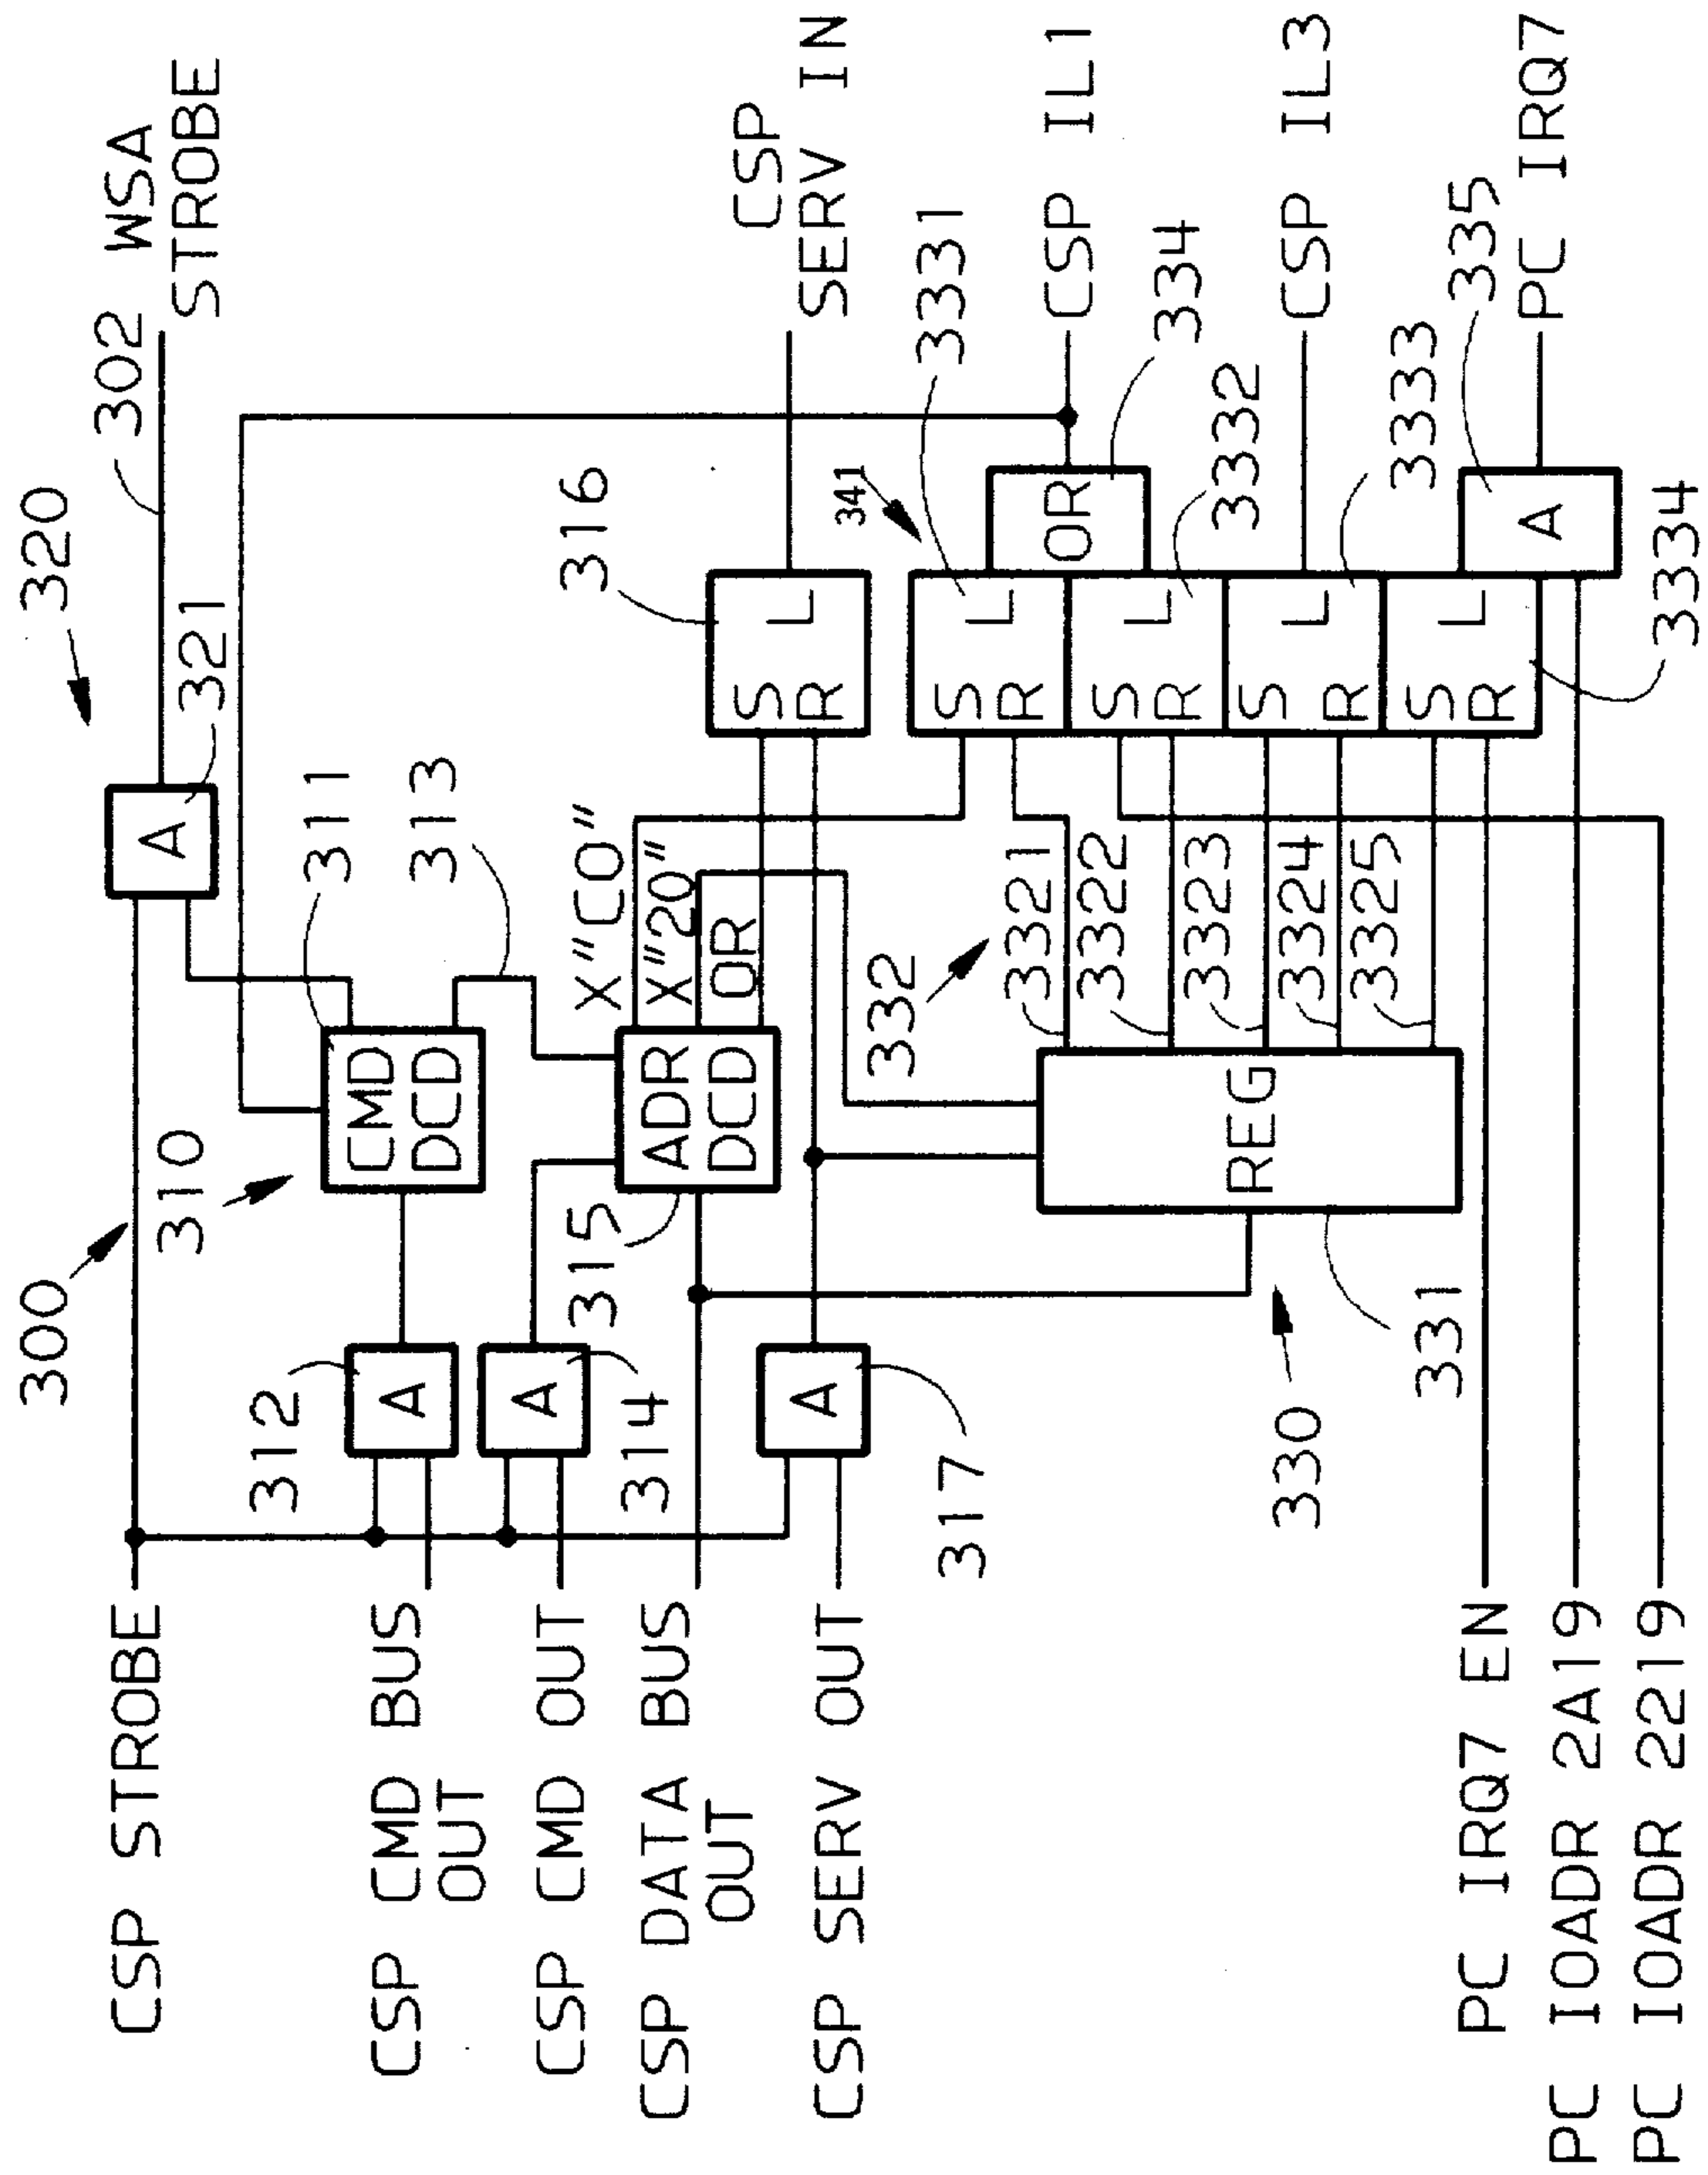 300
320
302
WSA
STROBE
CSP STROBE
A
321
310
311
313
312
CMD
DCD
CSP CMD BUS
OUT
A
CSP CMD OUT
A
314
315
ADR
DCD
X"CO"
X"20"
OR
316
S L
R
CSP
SERV IN
CSP DATA BUS
OUT
CSP SERV OUT
A
317
332
341
3331
S L
R
OR
CSP IL1
334
3321
3322
3323
3324
3325
S L
R
3332
S L
R
CSP IL3
3333
S L
R
3334
REG
330
331
A
335
PC IRQ7
PC IRQ7 EN
PC IOADR 2A19
PC IOADR 2219